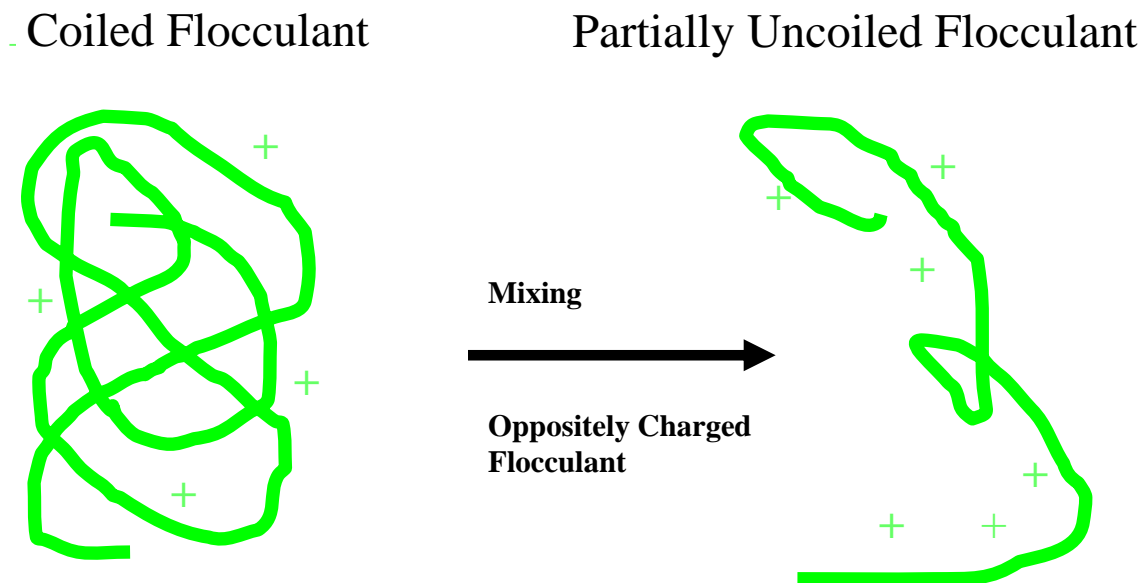 - Coiled Flocculant
Partially Uncoiled Flocculant
+
+
+
+
Mixing
Oppositely Charged
Flocculant
+
+
+
+
+
+